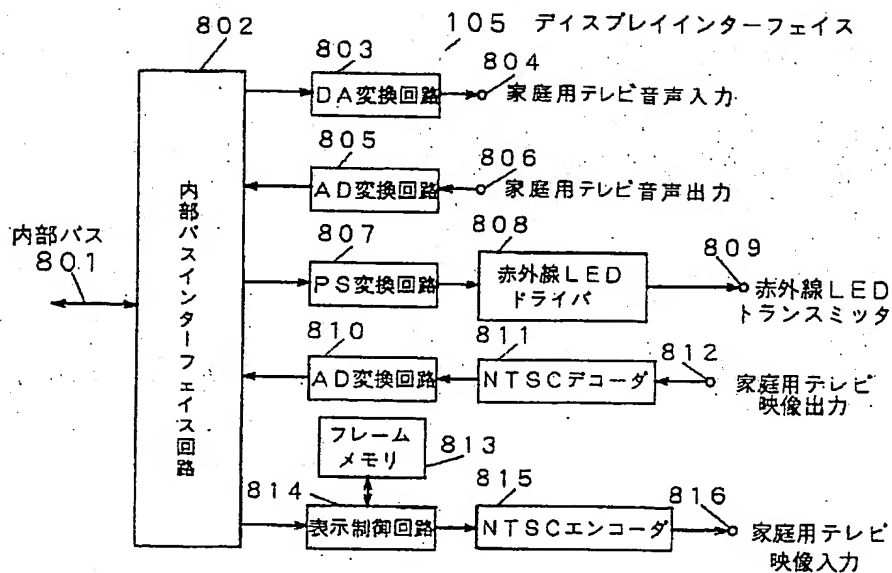 105 ディスプレイインターフェイス
802
803
DA変換回路
804
家庭用テレビ音声入力
805
AD変換回路
806
家庭用テレビ音声出力
内部バス
801
内部バスインターフェイス回路
807
PS変換回路
808
赤外線LED
ドライバ
809
赤外線LED
トランスミッタ
810
AD変換回路
811
NTSCデコーダ
812
家庭用テレビ
映像出力
フレーム
メモリ
813
814
表示制御回路
815
NTSCエンコーダ
816
家庭用テレビ
映像入力